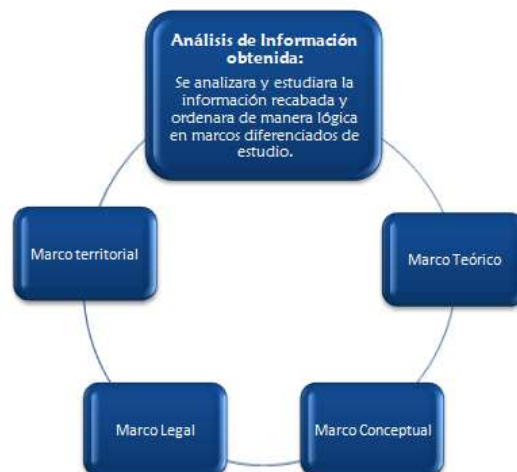 Análisis de Información
obtenida:
Se analizara y estudiara la
información recabada y
ordenara de manera lógica
en marcos diferenciados de
estudio.
Marco territorial
Marco Teórico
Marco Legal
Marco Conceptual